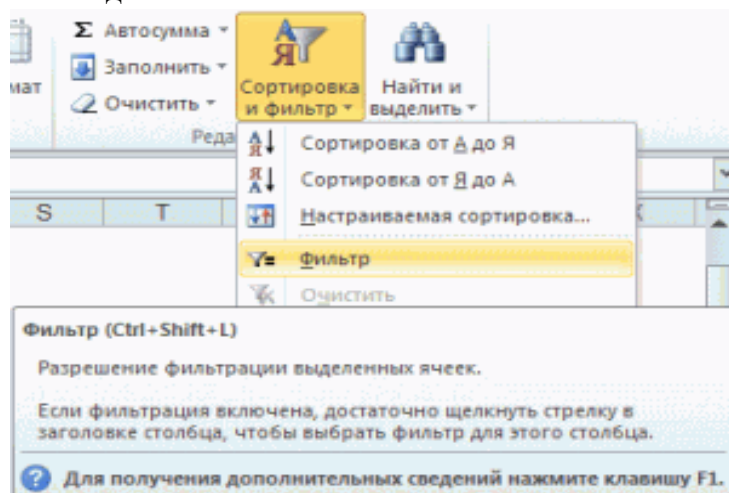 Σ Автосумма
Заполнить
Очистить
Сортировка и фильтр
Найти и выделить
Сортировка от А до Я
Сортировка от Я до А
S T
Настраиваемая сортировка...
Фильтр
Очистить
Фильтр (Ctrl+Shift+L)
Разрешение фильтрации выделенных ячеек.
Если фильтрация включена, достаточно щелкнуть стрелку в
заголовке столбца, чтобы выбрать фильтр для этого столбца.
Для получения дополнительных сведений нажмите клавишу F1.